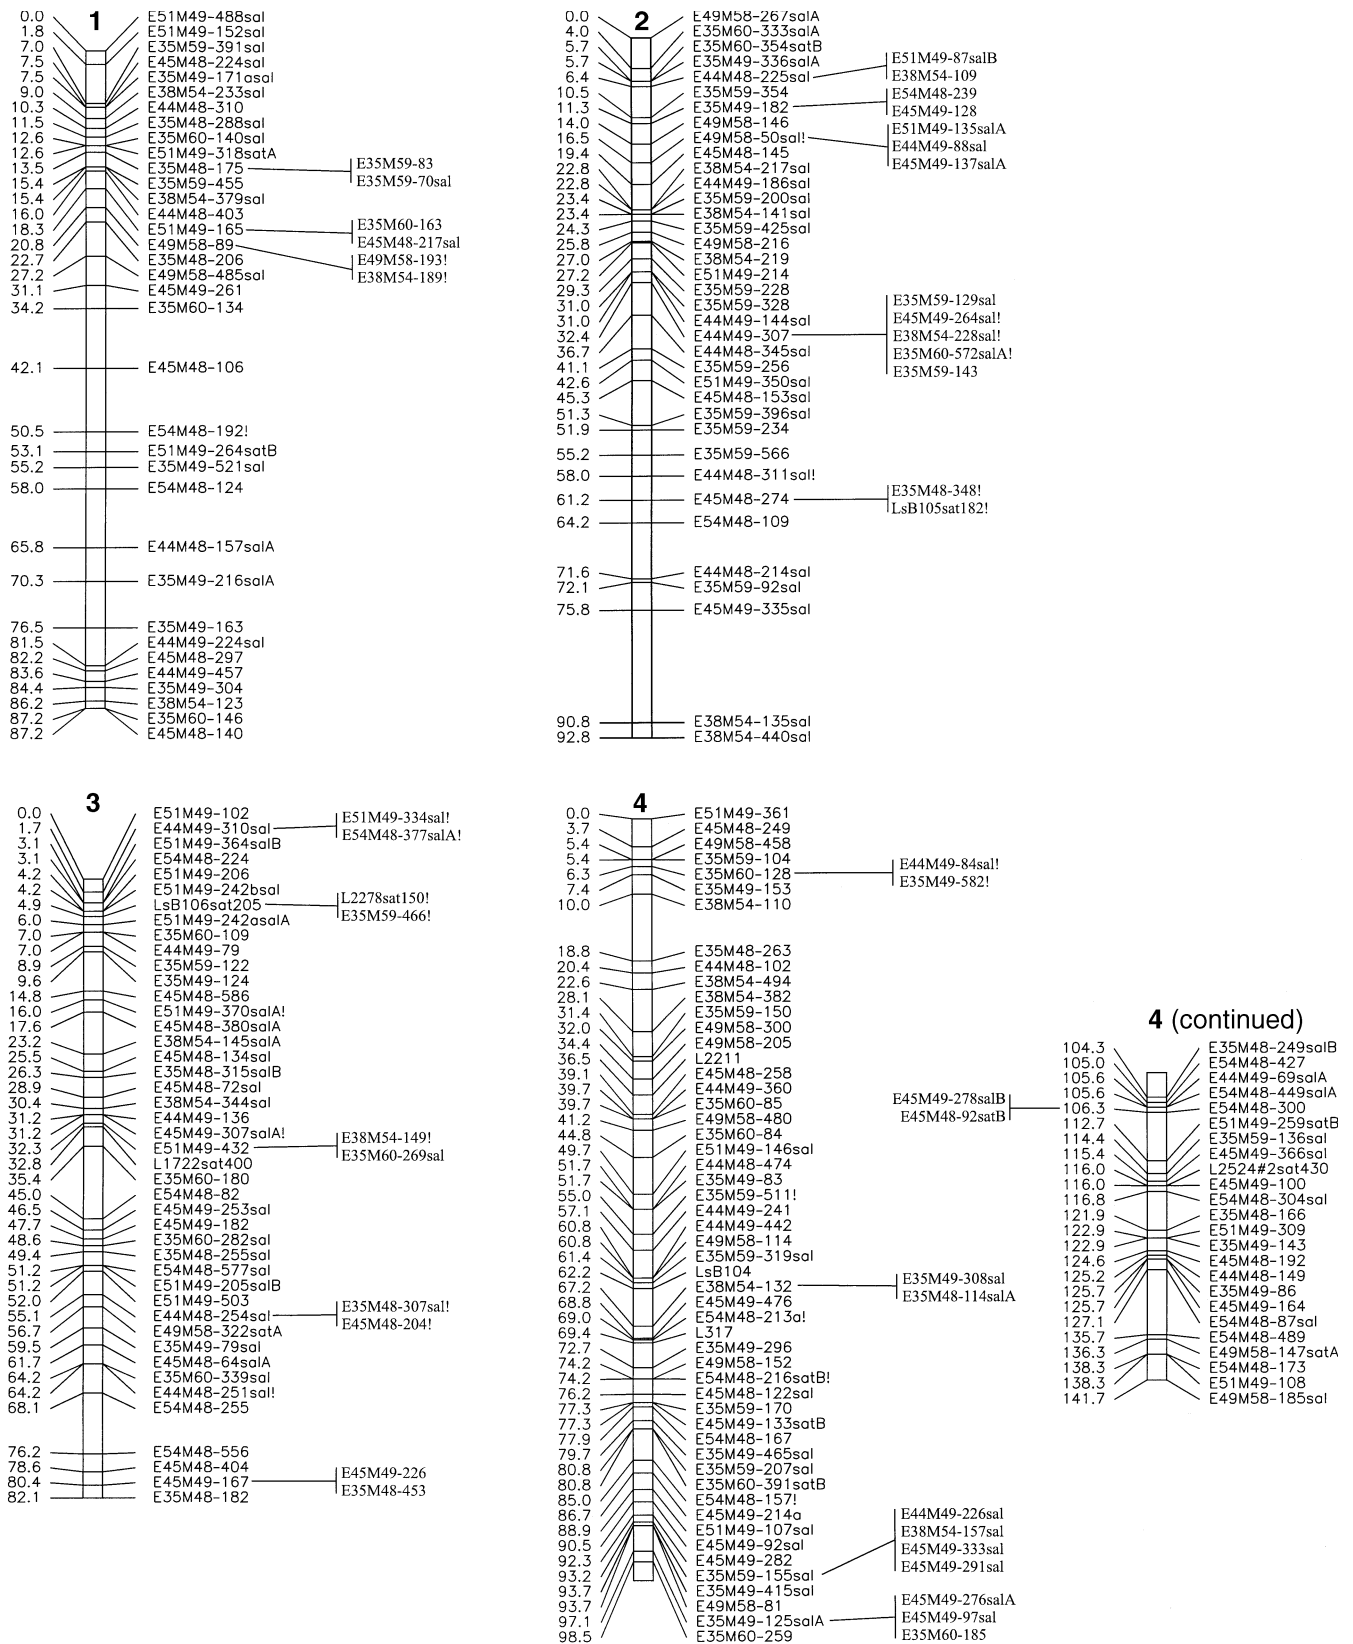 1
0.0 E51M49-488sal
1.8 E51M49-152sal
7.0 E35M59-391sal
7.5 E45M48-224sal
7.5 E35M49-171asal
9.0 E38M54-233sal
10.3 E44M48-310
11.5 E35M48-288sal
12.6 E35M60-140sal
12.6 E51M49-318satA
13.5 E35M48-175
E35M59-83
E35M59-70sal
15.4 E35M59-455
15.4 E38M54-379sal
16.0 E44M48-403
18.3 E51M49-165
E35M60-163
E45M48-217sal
20.8 E49M58-89
E49M58-193!
E38M54-189!
22.7 E35M48-206
27.2 E49M58-485sal
31.1 E45M49-261
34.2 E35M60-134
42.1 E45M48-106
50.5 E54M48-192!
53.1 E51M49-264satB
55.2 E35M49-521sal
58.0 E54M48-124
65.8 E44M48-157salA
70.3 E35M49-216salA
76.5 E35M49-163
81.5 E44M49-224sal
82.2 E45M48-297
83.6 E44M49-457
84.4 E35M49-304
86.2 E38M54-123
87.2 E35M60-146
87.2 E45M48-140
2
0.0 E49M58-267salA
4.0 E35M60-333salA
5.7 E35M60-354satB
5.7 E35M49-336salA
6.4 E44M48-225sal
E51M49-87salB
E38M54-109
10.5 E35M59-354
11.3 E35M49-182
E54M48-239
E45M49-128
14.0 E49M58-146
16.5 E49M58-50sal!
E51M49-135salA
E44M49-88sal
E45M49-137salA
19.4 E45M48-145
22.8 E38M54-217sal
22.8 E44M49-186sal
23.4 E35M59-200sal
23.4 E38M54-141sal
24.3 E35M59-425sal
25.8 E49M58-216
27.0 E38M54-219
27.2 E51M49-214
29.3 E35M59-228
31.0 E35M59-328
31.0 E44M49-144sal
32.4 E44M49-307
E35M59-129sal
E45M49-264sal!
E38M54-228sal!
E35M60-572salA!
E35M59-143
36.7 E44M48-345sal
41.1 E35M59-256
42.6 E51M49-350sal
45.3 E45M48-153sal
51.3 E35M59-396sal
51.9 E35M59-234
55.2 E35M59-566
58.0 E44M48-311sal!
61.2 E45M48-274
E35M48-348!
LsB105sat182!
64.2 E54M48-109
71.6 E44M48-214sal
72.1 E35M59-92sal
75.8 E45M49-335sal
90.8 E38M54-135sal
92.8 E38M54-440sal
3
0.0 E51M49-102
1.7 E44M49-310sal
E51M49-334sal!
E54M48-377salA!
3.1 E51M49-364salB
3.1 E54M48-224
4.2 E51M49-206
4.2 E51M49-242bsal
4.9 LsB106sat205
L2278sat150!
E35M59-466!
6.0 E51M49-242asalA
7.0 E35M60-109
7.0 E44M49-79
8.9 E35M59-122
9.6 E35M49-124
14.8 E45M48-586
16.0 E51M49-370salA!
17.6 E45M48-380salA
23.2 E38M54-145salA
25.5 E45M48-134sal
26.3 E35M48-315salB
28.9 E45M48-72sal
30.4 E38M54-344sal
31.2 E44M49-136
31.2 E45M49-307salA!
32.3 E51M49-432
E38M54-149!
E35M60-269sal
32.8 L1722sat400
35.4 E35M60-180
45.0 E54M48-82
46.5 E45M49-253sal
47.7 E45M49-182
48.6 E35M60-282sal
49.4 E35M48-255sal
51.2 E54M48-577sal
51.2 E51M49-205salB
52.0 E51M49-503
55.1 E44M48-254sal
E35M48-307sal!
E45M48-204!
56.7 E49M58-322satA
59.5 E35M49-79sal
61.7 E45M48-64salA
64.2 E35M60-339sal
64.2 E44M48-251sal!
68.1 E54M48-255
76.2 E54M48-556
78.6 E45M48-404
80.4 E45M49-167
E45M49-226
E35M48-453
82.1 E35M48-182
4
0.0 E51M49-361
3.7 E45M48-249
5.4 E49M58-458
5.4 E35M59-104
6.3 E35M60-128
E44M49-84sal!
E35M49-582!
7.4 E35M49-153
10.0 E38M54-110
18.8 E35M48-263
20.4 E44M48-102
22.6 E38M54-494
28.1 E38M54-382
31.4 E35M59-150
32.0 E49M58-300
34.4 E49M58-205
36.5 L2211
39.1 E45M48-258
39.7 E44M49-360
39.7 E35M60-85
41.2 E49M58-480
44.8 E35M60-84
49.7 E51M49-146sal
51.7 E44M48-474
51.7 E35M49-83
55.0 E35M59-511!
57.1 E44M49-241
60.8 E44M49-442
60.8 E49M58-114
61.4 E35M59-319sal
62.2 LsB104
67.2 E38M54-132
E35M49-308sal
E35M48-114salA
68.8 E45M49-476
69.0 E54M48-213a!
69.4 L317
72.7 E35M49-296
74.2 E49M58-152
74.2 E54M48-216satB!
76.2 E45M48-122sal
77.3 E35M59-170
77.3 E45M49-133satB
77.9 E54M48-167
79.7 E35M49-465sal
80.8 E35M59-207sal
80.8 E35M60-391satB
85.0 E54M48-157!
86.7 E45M49-214a
88.9 E51M49-107sal
90.5 E45M49-92sal
92.3 E45M49-282
93.2 E35M59-155sal
E44M49-226sal
E38M54-157sal
E45M49-333sal
E45M49-291sal
93.7 E35M49-415sal
93.7 E49M58-81
97.1 E35M49-125salA
E45M49-276salA
E45M49-97sal
E35M60-185
98.5 E35M60-259
4 (continued)
104.3 E35M48-249salB
105.0 E54M48-427
105.6 E44M49-69salA
105.6 E54M48-449salA
E45M49-278salB
E45M48-92satB
106.3 E54M48-300
112.7 E51M49-259satB
114.4 E35M59-136sal
115.4 E45M49-366sal
116.0 L2524#2sat430
116.0 E45M49-100
116.8 E54M48-304sal
121.9 E35M48-166
122.9 E51M49-309
122.9 E35M49-143
124.6 E45M48-192
125.2 E44M48-149
125.7 E35M49-86
125.7 E45M49-164
127.1 E54M48-87sal
135.7 E54M48-489
136.3 E49M58-147satA
138.3 E54M48-173
138.3 E51M49-108
141.7 E49M58-185sal